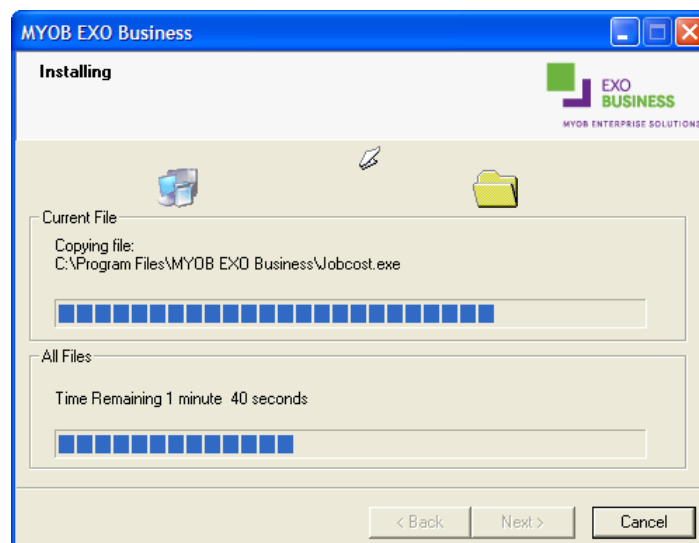 MYOB EXO Business
Installing
EXO
BUSINESS
MYOB ENTERPRISE SOLUTIONS
Current File
Copying file:
C:\Program Files\MYOB EXO Business\Jobcost.exe
All Files
Time Remaining 1 minute 40 seconds
< Back
Next >
Cancel